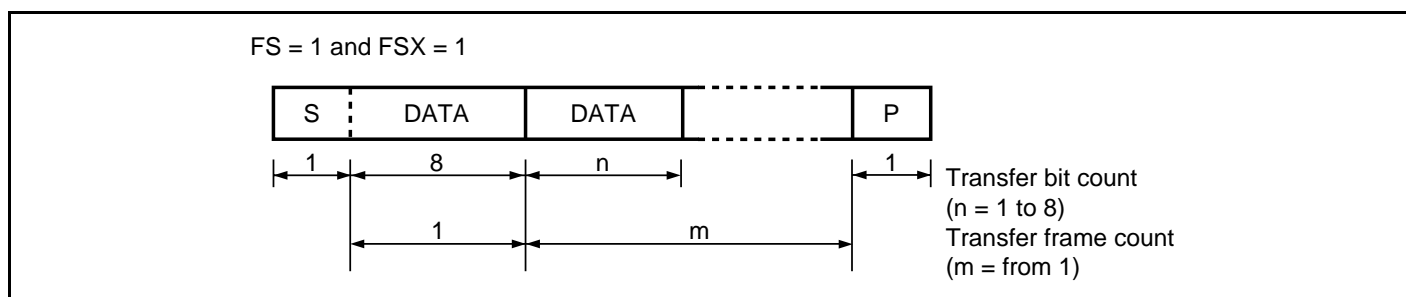 FS = 1 and FSX = 1
S DATA DATA P
1 8 n 1
Transfer bit count
(n = 1 to 8)
1 m
Transfer frame count
(m = from 1)